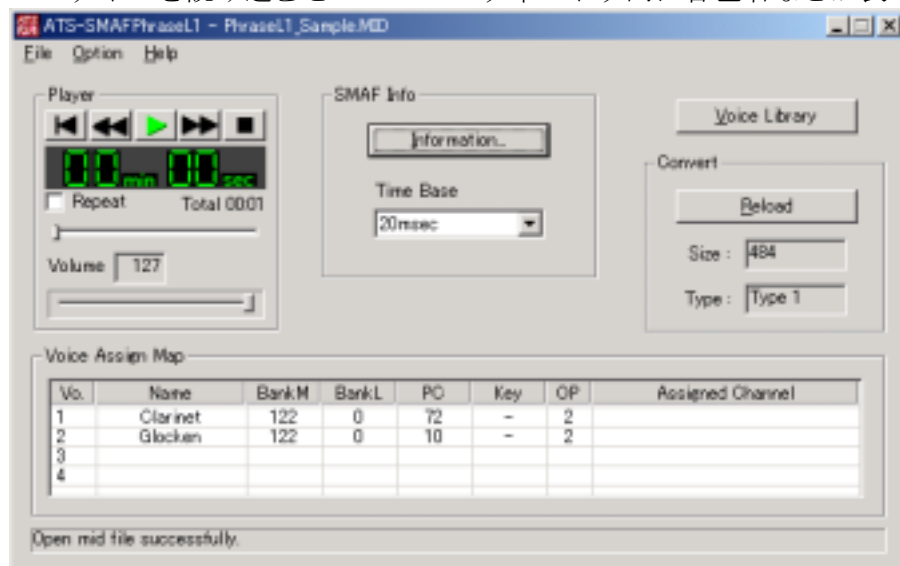 ATS-SMAFPhraseL1 - PhraseL1_Sample.MID
File Option Help
Player
00 min 00 sec
Repeat Total 00:01
Volume 127
SMAF Info
Information...
Time Base
20msec
Voice Library
Convert
Reload
Size : 484
Type : Type 1
Voice Assign Map
Vo. Name BankM BankL PC Key OP Assigned Channel
1 Clarinet 122 0 72 - 2
2 Glocken 122 0 10 - 2
3
4
Open mid file successfully.